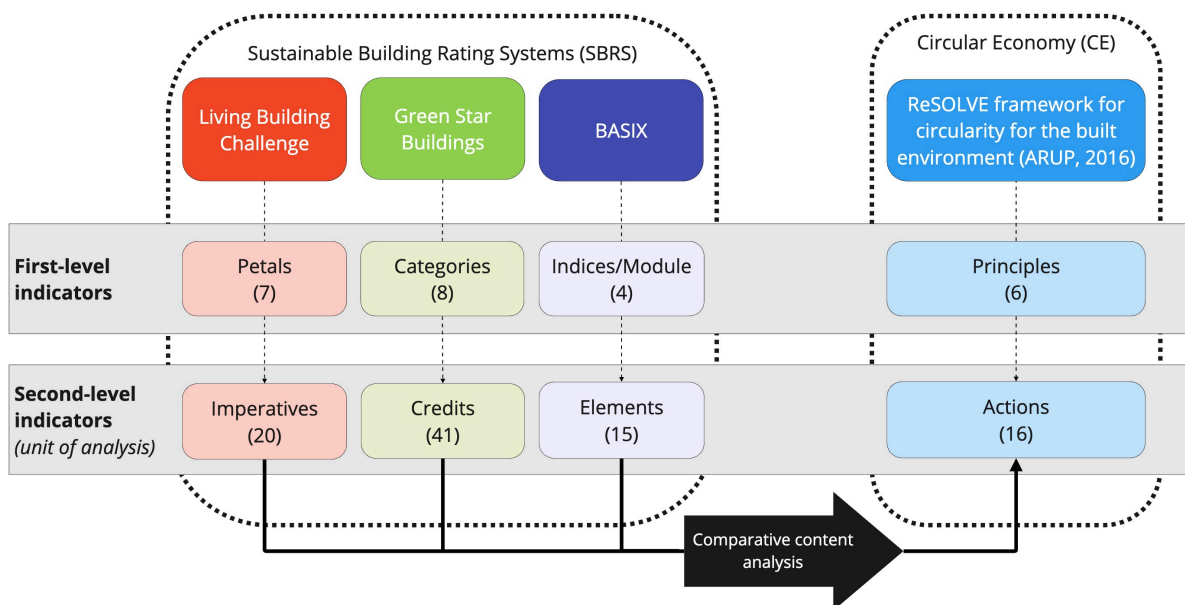 Sustainable Building Rating Systems (SBRS)
Circular Economy (CE)
Living Building
Challenge
Green Star
Buildings
BASIX
ReSOLVE framework for
circularity for the built
environment (ARUP, 2016)
First-level
indicators
Petals
(7)
Categories
(8)
Indices/Module
(4)
Principles
(6)
Second-level
indicators
(unit of analysis)
Imperatives
(20)
Credits
(41)
Elements
(15)
Actions
(16)
Comparative content
analysis